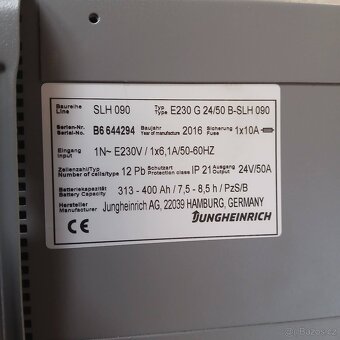 Baureihe Line SLH 090 Typ Type E230 G 24/50 B-SLH 090
Serien-Nr. Serial-No. B6 644294 Baujahr Year of manufacture 2016 Sicherung Fuse 1x10A
Eingang Input 1N~ E230V / 1x6,1A/50-60HZ
Zellenzahl/Typ Number of cells/type 12 Pb Schutzart Protection class IP 21 Ausgang Output 24V/50A
Batteriekapazität Battery Capacity 313 - 400 Ah / 7,5 - 8,5 h / PzS/B
Hersteller Manufacturer Jungheinrich AG, 22039 HAMBURG, GERMANY
CE JUNGHEINRICH